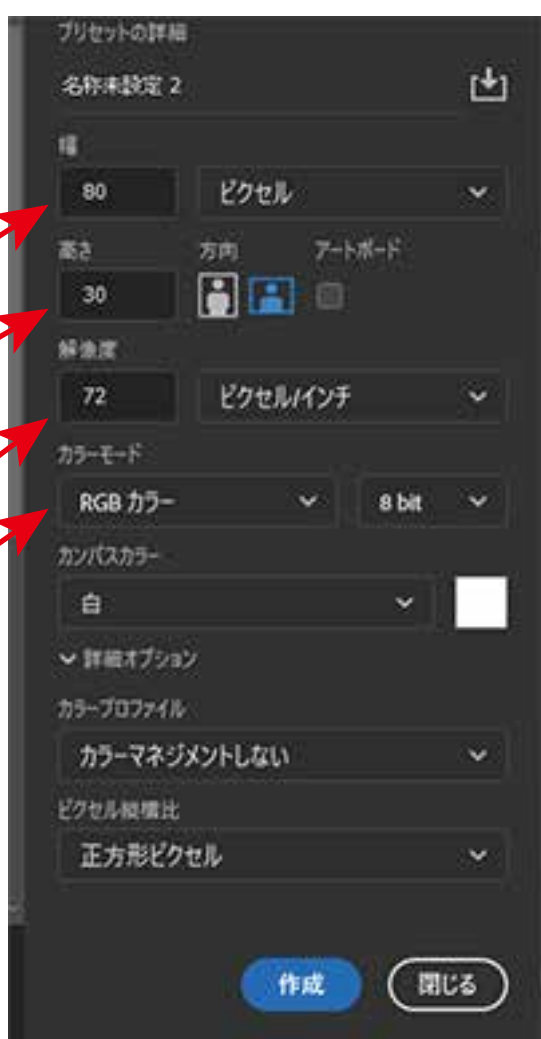 プリセットの詳細
名称未設定 2
幅
80 ピクセル
高さ 方向 アートボード
30
解像度
72 ピクセル/インチ
カラーモード
RGB カラー 8 bit
カンバスカラー
白
詳細オプション
カラープロファイル
カラーマネジメントしない
ピクセル縦横比
正方形ピクセル
作成 閉じる